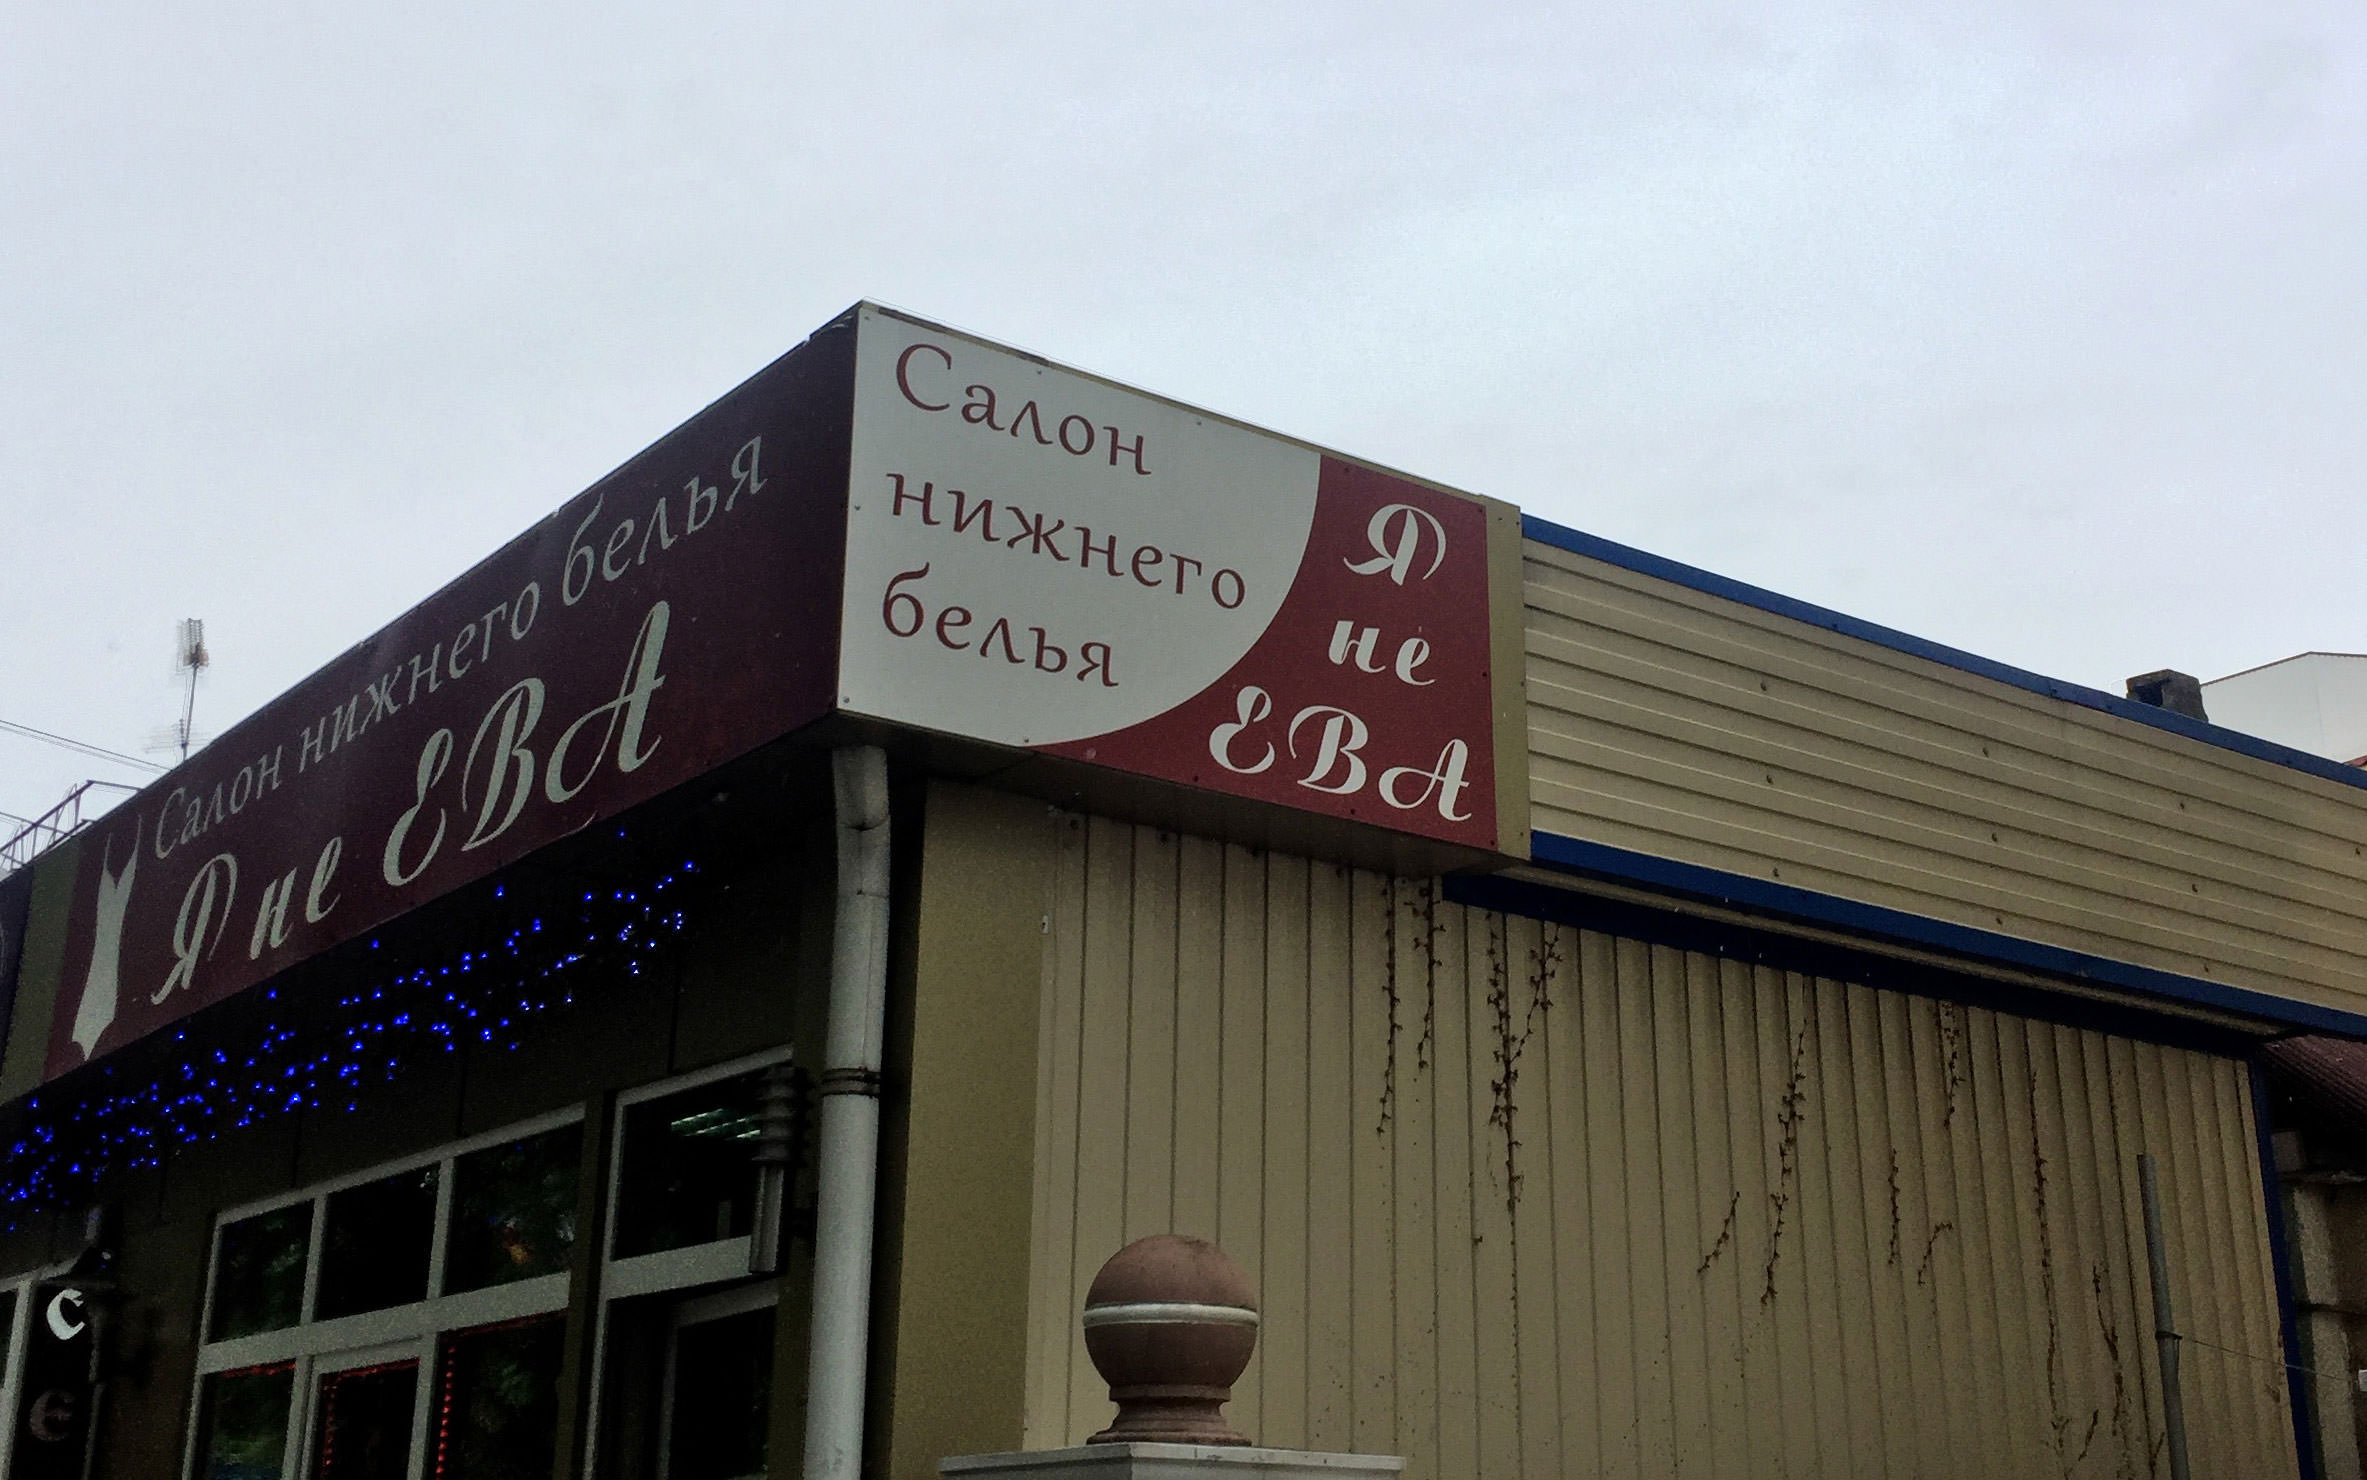 Салон нижнего белья
Я не ЕВА
Салон
нижнего
белья
Я
не
ЕВА